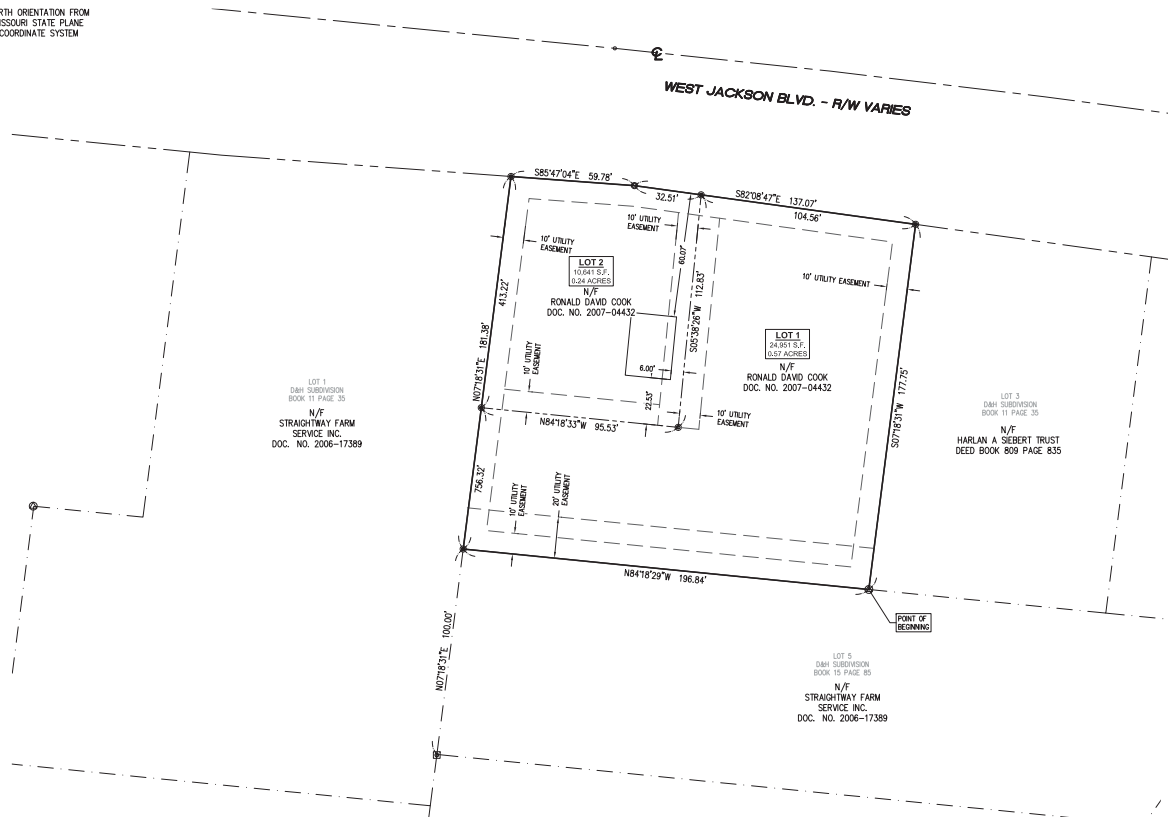 RTH ORIENTATION FROM
ISSOURI STATE PLANE
COORDINATE SYSTEM
℄
WEST JACKSON BLVD. - R/W VARIES
S85°47'04"E 59.78'
32.51'
S82°08'47"E 137.07'
104.56'
10' UTILITY
EASEMENT
10' UTILITY
EASEMENT
LOT 2
10,641 S.F.
0.24 ACRES
N/F
RONALD DAVID COOK
DOC. NO. 2007-04432
60.07'
S05°38'26"W 112.83'
10' UTILITY EASEMENT
LOT 1
24,951 S.F.
0.57 ACRES
N/F
RONALD DAVID COOK
DOC. NO. 2007-04432
413.22'
N07°18'31"E 181.38'
10' UTILITY
EASEMENT
6.00'
22.53'
10' UTILITY
EASEMENT
N84°18'33"W 95.53'
S07°18'31"W 177.75'
LOT 1
D&H SUBDIVISION
BOOK 11 PAGE 35
N/F
STRAIGHTWAY FARM
SERVICE INC.
DOC. NO. 2006-17389
LOT 3
D&H SUBDIVISION
BOOK 11 PAGE 35
N/F
HARLAN A SIEBERT TRUST
DEED BOOK 809 PAGE 835
756.32'
10' UTILITY
EASEMENT
20' UTILITY
EASEMENT
N84°18'29"W 196.84'
POINT OF
BEGINNING
N07°18'31"E 100.00'
LOT 5
D&H SUBDIVISION
BOOK 15 PAGE 85
N/F
STRAIGHTWAY FARM
SERVICE INC.
DOC. NO. 2006-17389